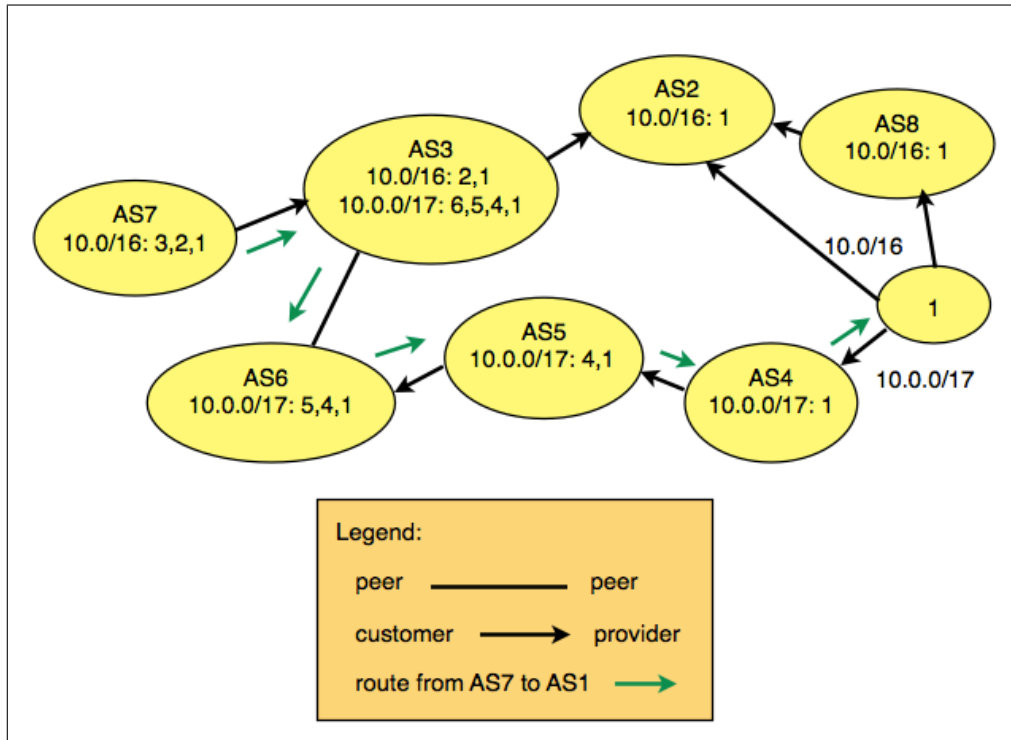 AS2
10.0/16: 1
AS8
10.0/16: 1
AS3
10.0/16: 2,1
10.0.0/17: 6,5,4,1
AS7
10.0/16: 3,2,1
10.0/16
1
AS5
10.0.0/17: 4,1
AS6
10.0.0/17: 5,4,1
AS4
10.0.0/17: 1
10.0.0/17
Legend:
peer peer
customer provider
route from AS7 to AS1